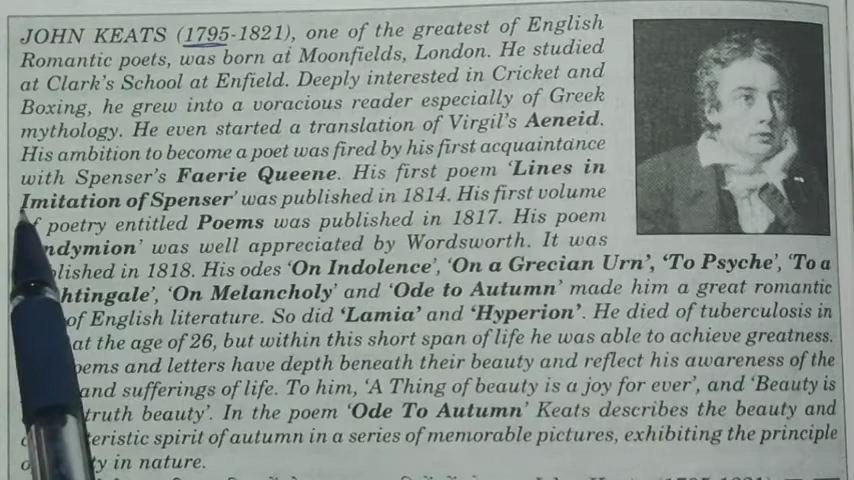 JOHN KEATS (1795-1821), one of the greatest of English
Romantic poets, was born at Moonfields, London. He studied
at Clark's School at Enfield. Deeply interested in Cricket and
Boxing, he grew into a voracious reader especially of Greek
mythology. He even started a translation of Virgil's Aeneid.
His ambition to become a poet was fired by his first acquaintance
with Spenser's Faerie Queene. His first poem 'Lines in
Imitation of Spenser' was published in 1814. His first volume
poetry entitled Poems was published in 1817. His poem
ndymion' was well appreciated by Wordsworth. It was
blished in 1818. His odes 'On Indolence', 'On a Grecian Urn', 'To Psyche', 'To a
htingale', 'On Melancholy' and 'Ode to Autumn' made him a great romantic
of English literature. So did 'Lamia' and 'Hyperion'. He died of tuberculosis in
at the age of 26, but within this short span of life he was able to achieve greatness.
oems and letters have depth beneath their beauty and reflect his awareness of the
and sufferings of life. To him, 'A Thing of beauty is a joy for ever', and 'Beauty is
truth beauty'. In the poem 'Ode To Autumn' Keats describes the beauty and
teristic spirit of autumn in a series of memorable pictures, exhibiting the principle
ty in nature.